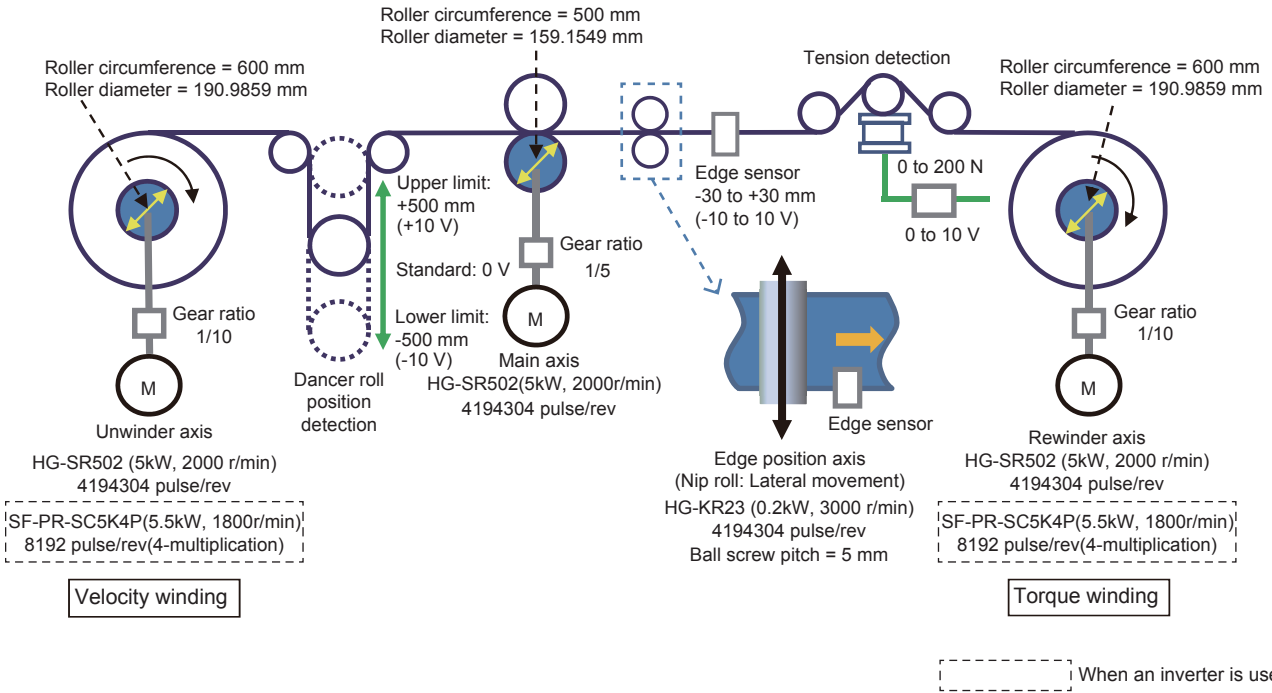 Roller circumference = 500 mm
Roller diameter = 159.1549 mm
Roller circumference = 600 mm
Roller diameter = 190.9859 mm
Tension detection
Roller circumference = 600 mm
Roller diameter = 190.9859 mm
Upper limit:
+500 mm
(+10 V)
Standard: 0 V
Lower limit:
-500 mm
(-10 V)
Gear ratio
1/5
Edge sensor
-30 to +30 mm
(-10 to 10 V)
0 to 200 N
0 to 10 V
Gear ratio
1/10
M
Unwinder axis
HG-SR502 (5kW, 2000 r/min)
4194304 pulse/rev
SF-PR-SC5K4P(5.5kW, 1800r/min)
8192 pulse/rev(4-multiplication)
Velocity winding
Dancer roll
position
detection
M
Main axis
HG-SR502(5kW, 2000r/min)
4194304 pulse/rev
Edge sensor
Edge position axis
(Nip roll: Lateral movement)
HG-KR23 (0.2kW, 3000 r/min)
4194304 pulse/rev
Ball screw pitch = 5 mm
Gear ratio
1/10
M
Rewinder axis
HG-SR502 (5kW, 2000 r/min)
4194304 pulse/rev
SF-PR-SC5K4P(5.5kW, 1800r/min)
8192 pulse/rev(4-multiplication)
Torque winding
When an inverter is use